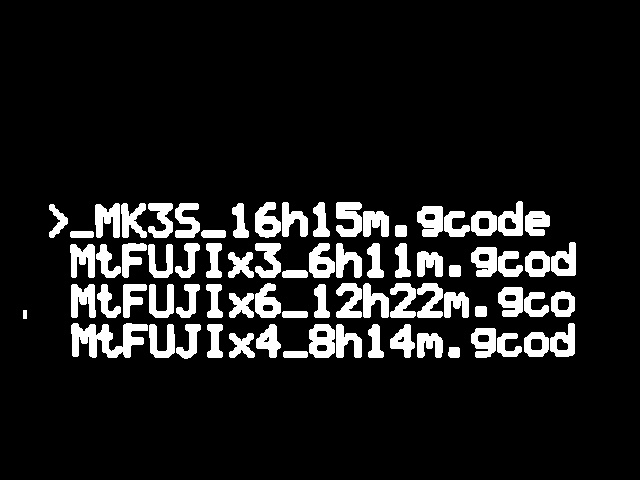 >_MK3S_16h15m.gcode
MtFUJIx3_6h11m.gcod
MtFUJIx6_12h22m.gco
MtFUJIx4_8h14m.gcod